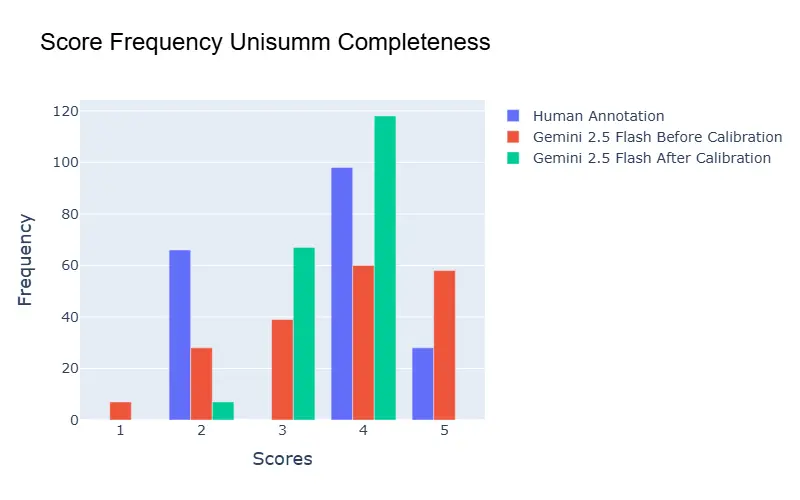 Score Frequency Unisumm Completeness
120
100
80
60
40
20
0
Frequency
1 2 3 4 5
Scores
Human Annotation
Gemini 2.5 Flash Before Calibration
Gemini 2.5 Flash After Calibration